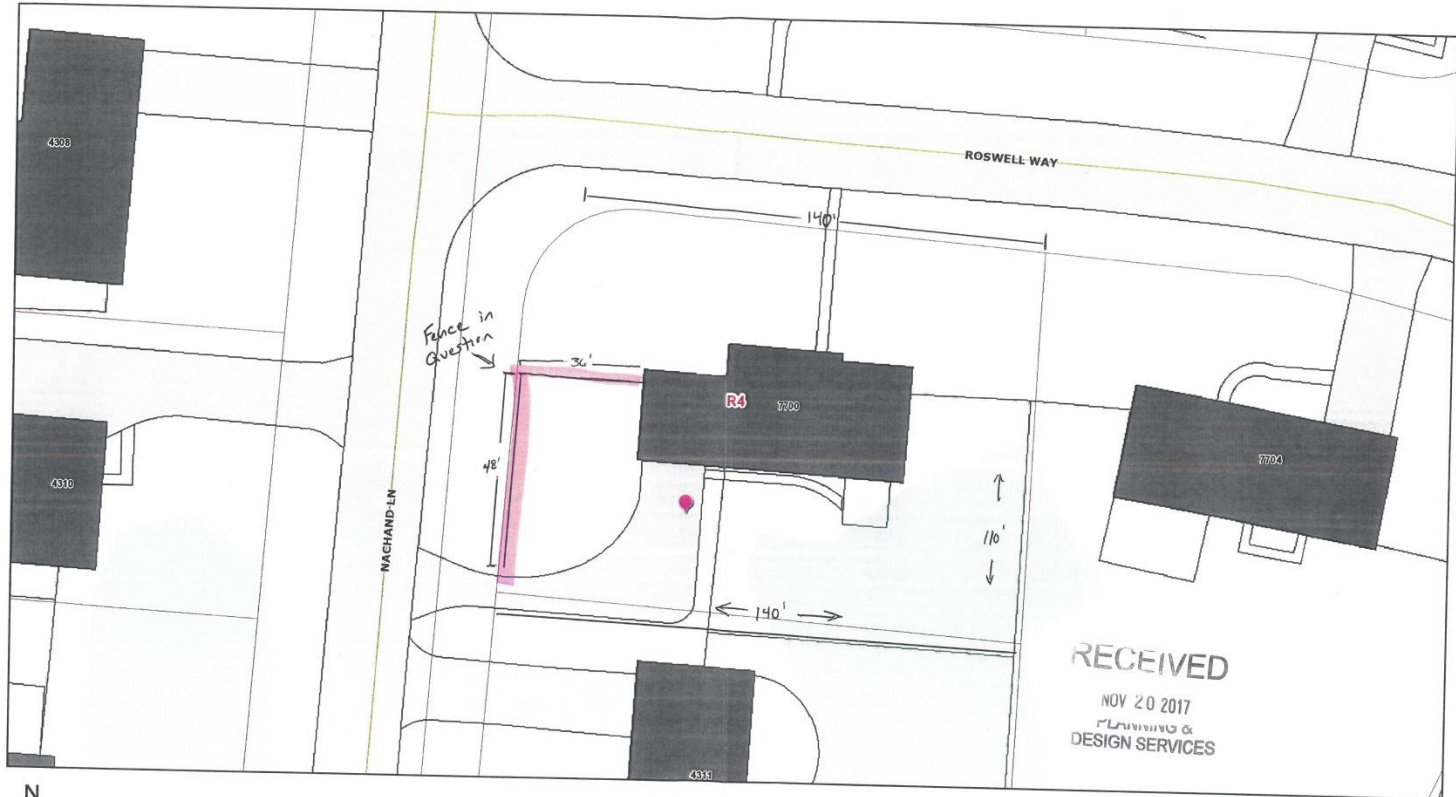 4308
ROSWELL WAY
140'
Fence in
Question
36'
R4
7700
48'
7704
4310
NACHAND LN
110'
140'
RECEIVED
NOV 20 2017
PLANNING &
DESIGN SERVICES
4311
N